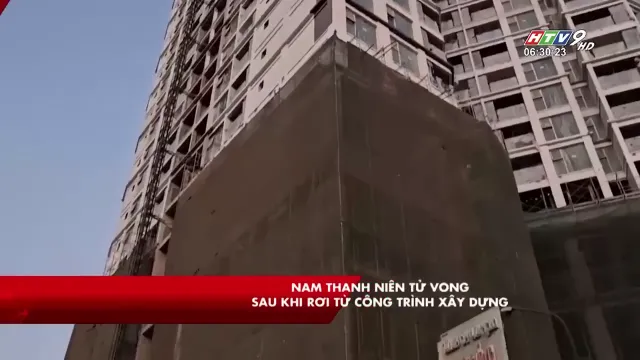 HTV9 HD
06:30:23
NAM THANH NIÊN TỬ VONG
SAU KHI RƠI TỪ CÔNG TRÌNH XÂY DỰNG